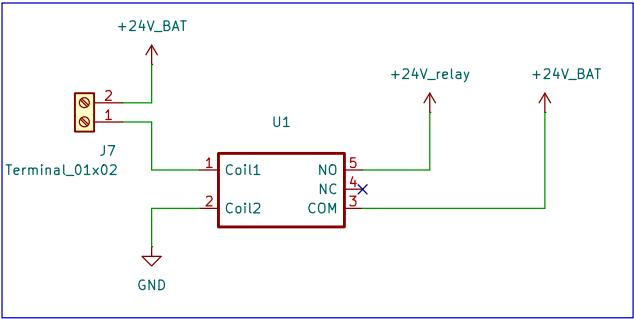 +24V_BAT
+24V_relay
+24V_BAT
2
1
J7
Terminal_01x02
U1
1
Coil1
NO
5
NC
4
2
Coil2
COM
3
GND